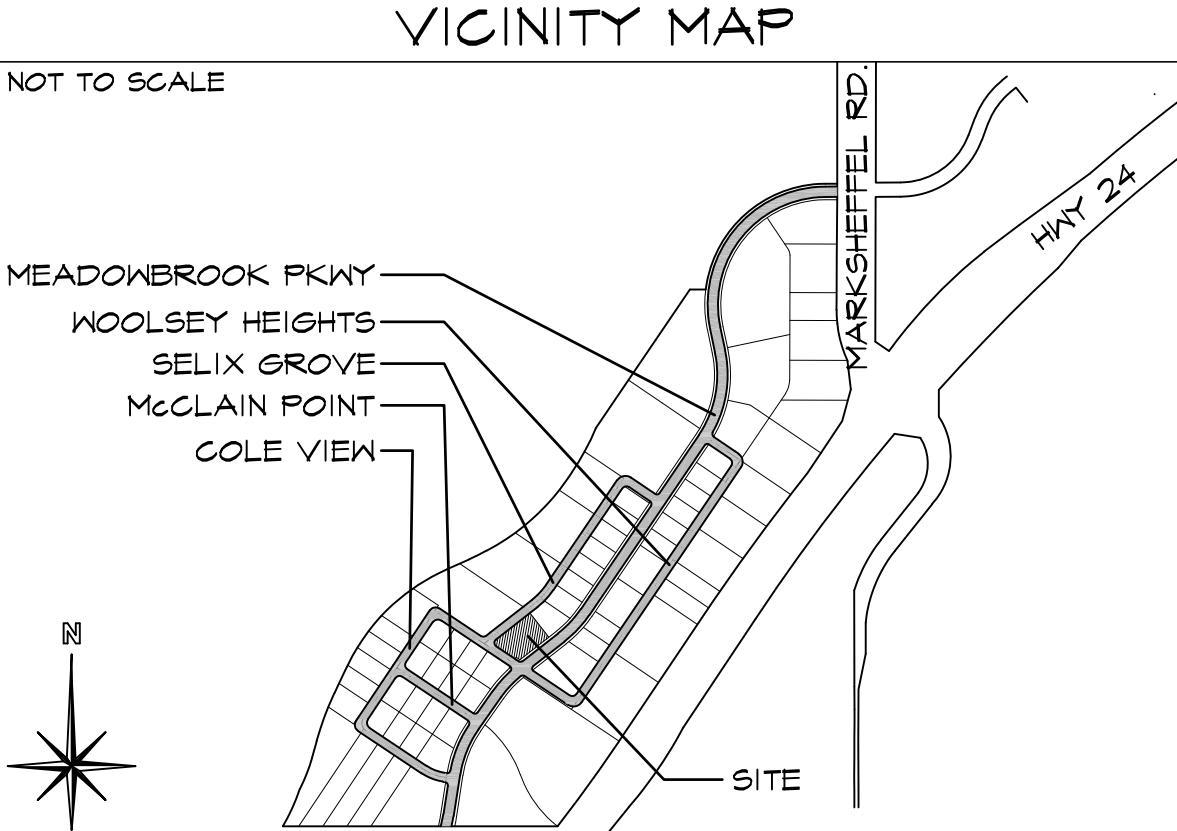 VICINITY MAP
NOT TO SCALE
MARKSHEFFEL RD.
HWY 24
MEADOWBROOK PKWY
WOOLSEY HEIGHTS
SELIX GROVE
McCLAIN POINT
COLE VIEW
N
SITE